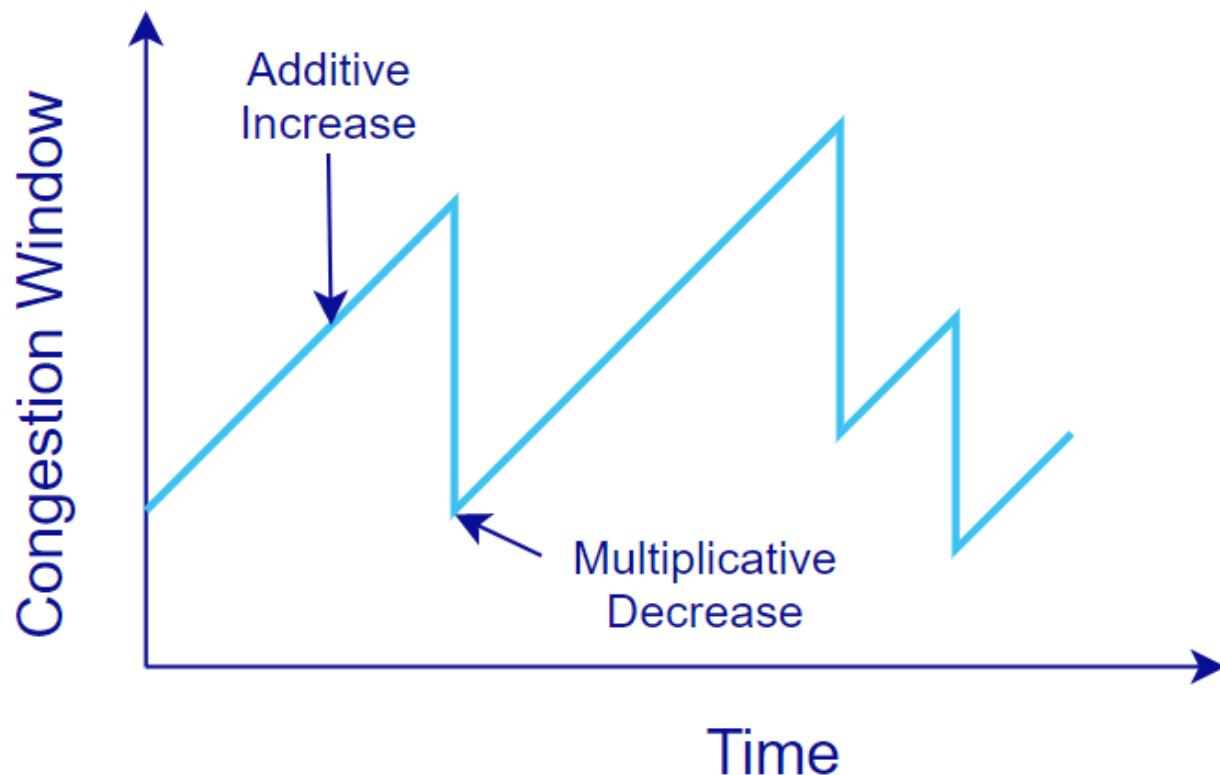 Additive
Increase
Congestion Window
Multiplicative
Decrease
Time